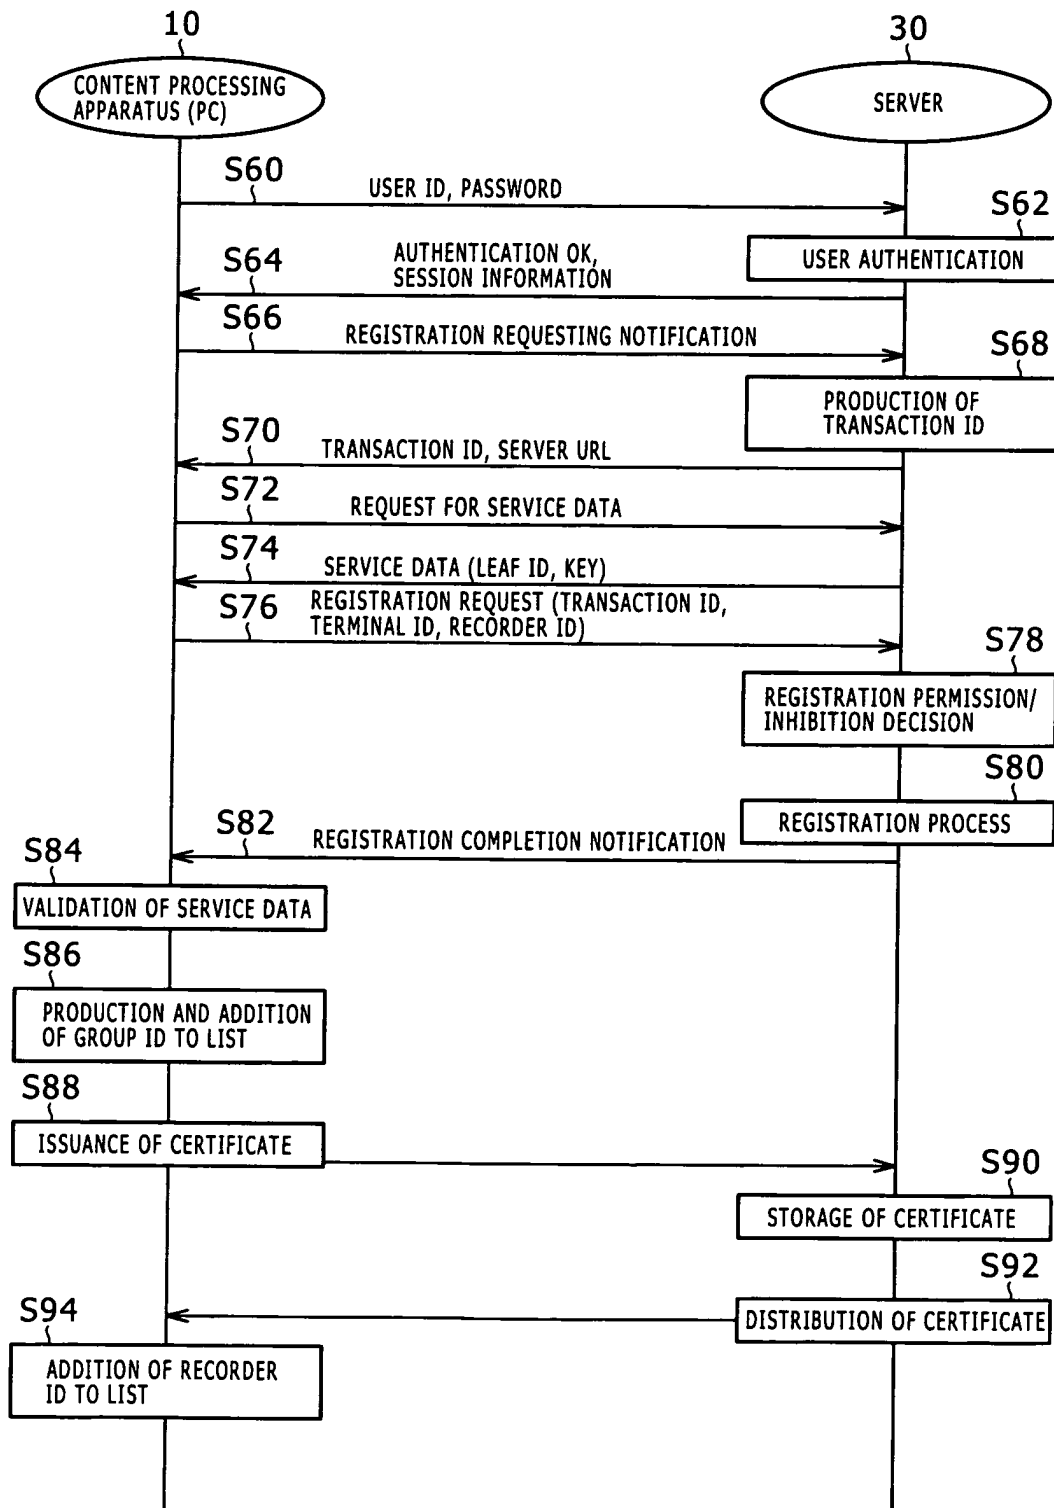 10
30
CONTENT PROCESSING
APPARATUS (PC)
SERVER
S60
USER ID, PASSWORD
S62
USER AUTHENTICATION
S64
AUTHENTICATION OK,
SESSION INFORMATION
S66
REGISTRATION REQUESTING NOTIFICATION
S68
PRODUCTION OF
TRANSACTION ID
S70
TRANSACTION ID, SERVER URL
S72
REQUEST FOR SERVICE DATA
S74
SERVICE DATA (LEAF ID, KEY)
S76
REGISTRATION REQUEST (TRANSACTION ID,
TERMINAL ID, RECORDER ID)
S78
REGISTRATION PERMISSION/
INHIBITION DECISION
S80
REGISTRATION PROCESS
S82
REGISTRATION COMPLETION NOTIFICATION
S84
VALIDATION OF SERVICE DATA
S86
PRODUCTION AND ADDITION
OF GROUP ID TO LIST
S88
ISSUANCE OF CERTIFICATE
S90
STORAGE OF CERTIFICATE
S92
DISTRIBUTION OF CERTIFICATE
S94
ADDITION OF RECORDER
ID TO LIST